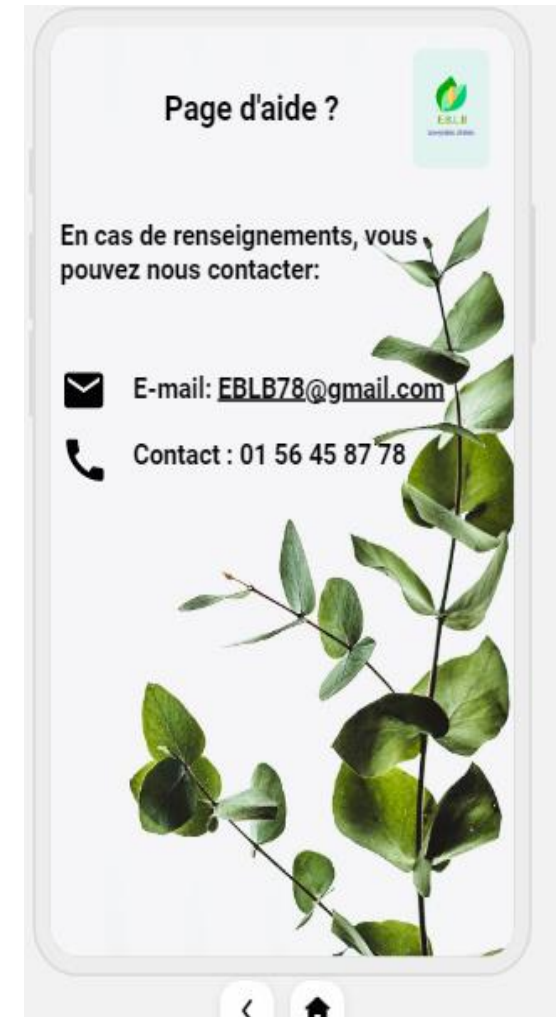 Page d'aide ?
E.B.L.B
En cas de renseignements, vous
pouvez nous contacter:
E-mail: EBLB78@gmail.com
Contact : 01 56 45 87 78